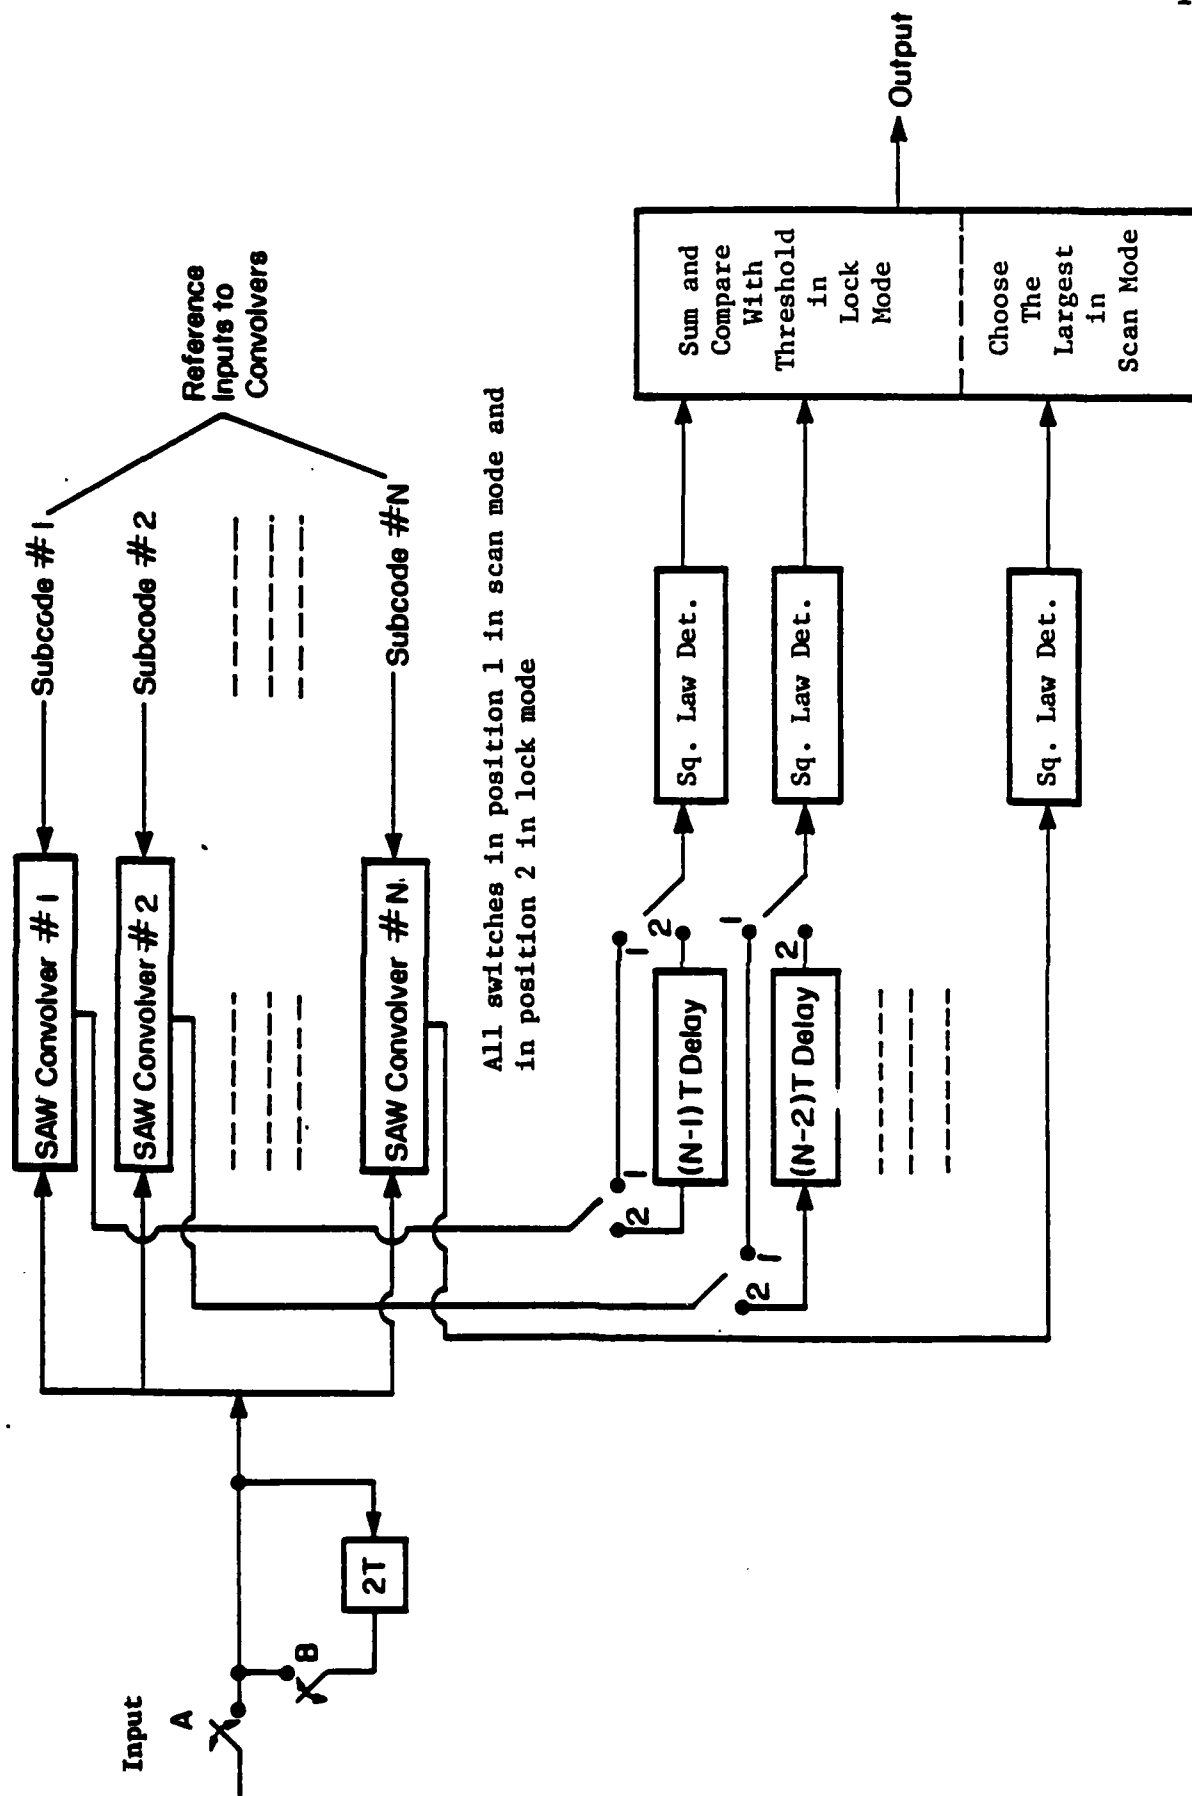 Input
A
B
2T
SAW Convolver #1
SAW Convolver #2
SAW Convolver #N
Subcode #1
Subcode #2
Subcode #N
Reference
Inputs to
Convolvers
All switches in position 1 in scan mode and
in position 2 in lock mode
1
2
1
2
(N-1)T Delay
1
2
1
2
(N-2)T Delay
Sq. Law Det.
Sq. Law Det.
Sq. Law Det.
Sum and
Compare
With
Threshold
in
Lock
Mode
Choose
The
Largest
in
Scan Mode
Output